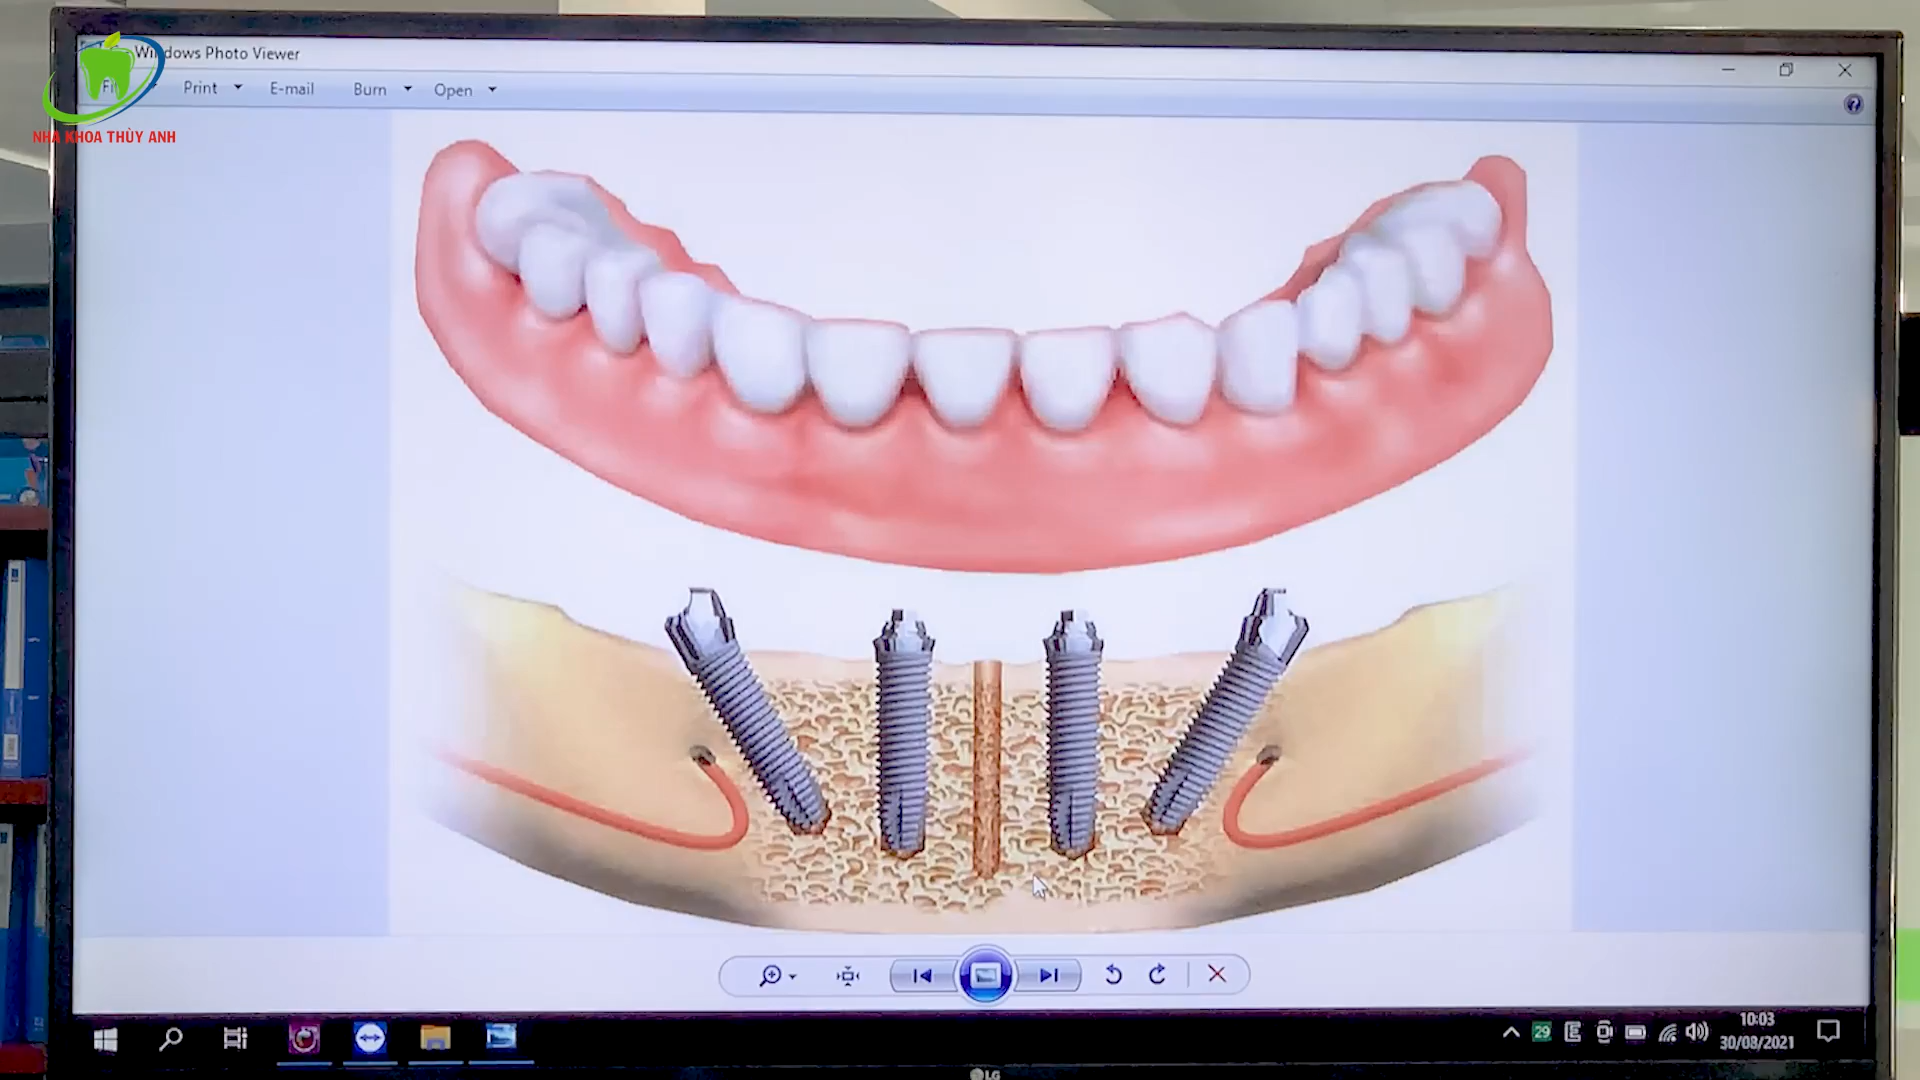 Windows Photo Viewer
Print
E-mail
Burn
Open
NHA KHOA THÙY ANH
29
10:03
30/08/2021
LG